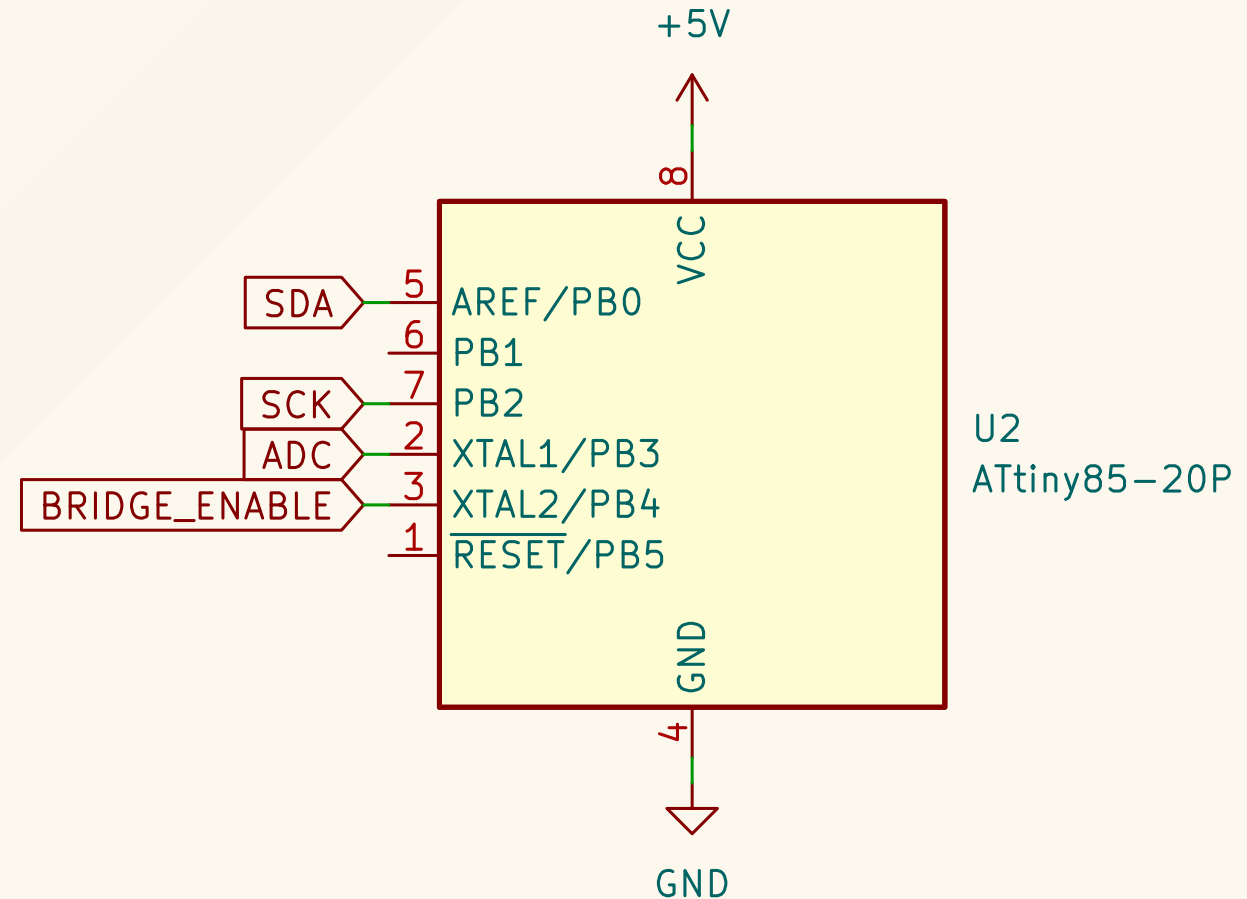 +5V
8
VCC
SDA
5
AREF/PB0
6
PB1
SCK
7
PB2
ADC
2
XTAL1/PB3
BRIDGE_ENABLE
3
XTAL2/PB4
1
RESET/PB5
U2
ATtiny85-20P
GND
4
GND